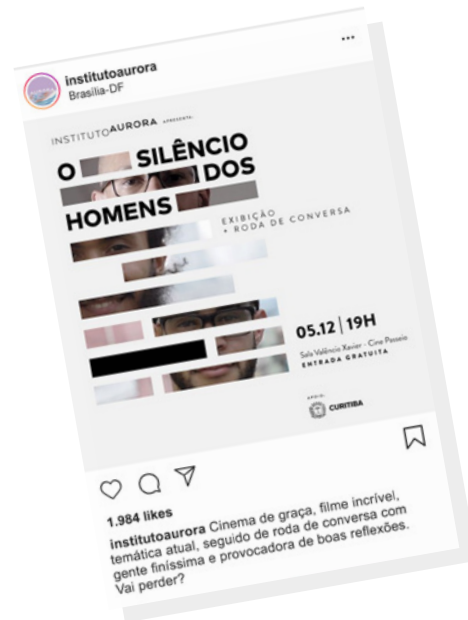 institutoaurora
Brasília-DF
INSTITUTOAURORA APRESENTA:
O SILÊNCIO
DOS
HOMENS
EXIBIÇÃO
+ RODA DE CONVERSA
05.12 | 19H
Sala Valêncio Xavier - Cine Passeio
ENTRADA GRATUITA
APOIO:
CURITIBA
1.984 likes
institutoaurora Cinema de graça, filme incrível,
temática atual, seguido de roda de conversa com
gente finíssima e provocadora de boas reflexões.
Vai perder?